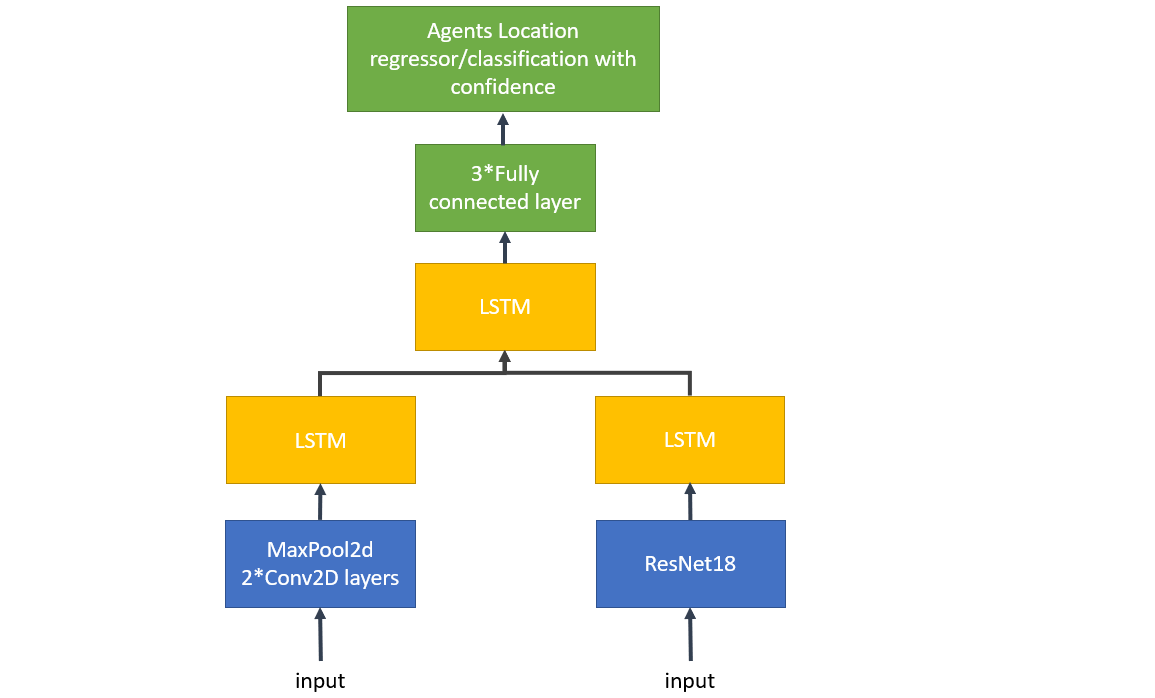 Agents Location
regressor/classification with
confidence
3*Fully
connected layer
LSTM
LSTM
LSTM
MaxPool2d
2*Conv2D layers
ResNet18
input
input